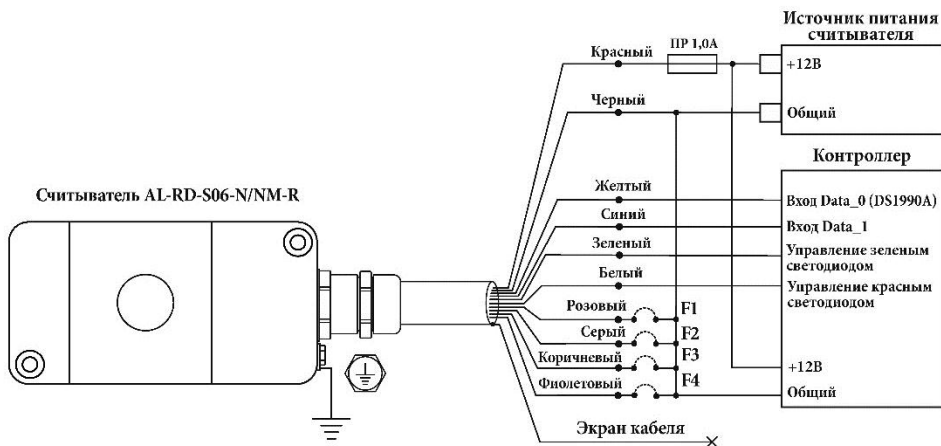 Источник питания
считывателя
Красный
ПР 1,0А
+12В
Черный
Общий
Контроллер
Считыватель AL-RD-S06-N/NM-R
Желтый
Вход Data_0 (DS1990A)
Синий
Вход Data_1
Зеленый
Управление зеленым
светодиодом
Белый
Управление красным
светодиодом
Розовый
F1
Серый
F2
Коричневый
F3
+12В
Фиолетовый
F4
Общий
Экран кабеля